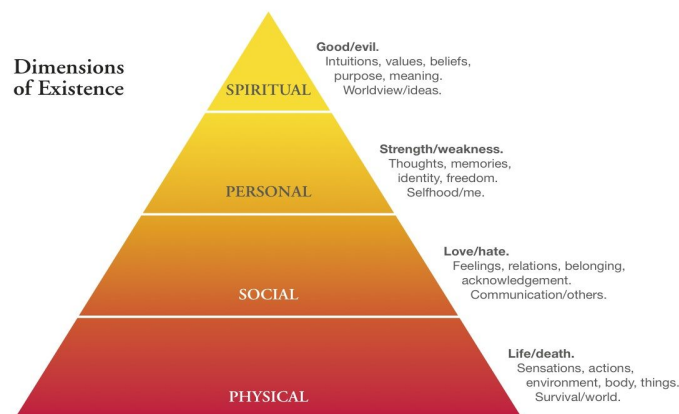 Dimensions
of Existence
SPIRITUAL
Good/evil.
Intuitions, values, beliefs,
purpose, meaning.
Worldview/ideas.
PERSONAL
Strength/weakness.
Thoughts, memories,
identity, freedom.
Selfhood/me.
SOCIAL
Love/hate.
Feelings, relations, belonging,
acknowledgement.
Communication/others.
PHYSICAL
Life/death.
Sensations, actions,
environment, body, things.
Survival/world.